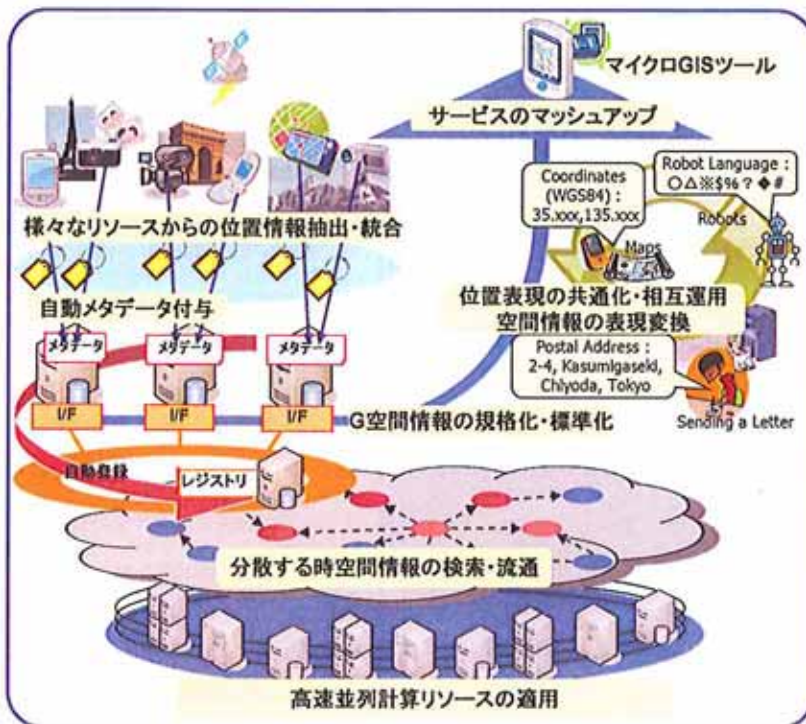 マイクロGISツール
サービスのマッシュアップ
Coordinates
(WGS84) :
35.xxx,135.xxx
Robot Language :
○△※$%?◆#
Maps
Robots
様々なリソースからの位置情報抽出・統合
自動メタデータ付与
位置表現の共通化・相互運用
空間情報の表現変換
メタデータ
メタデータ
メタデータ
Postal Address :
2-4, Kasumigaseki,
Chiyoda, Tokyo
Sending a Letter
I/F
I/F
I/F
G空間情報の規格化・標準化
自動登録
レジストリ
分散する時空間情報の検索・流通
高速並列計算リソースの適用